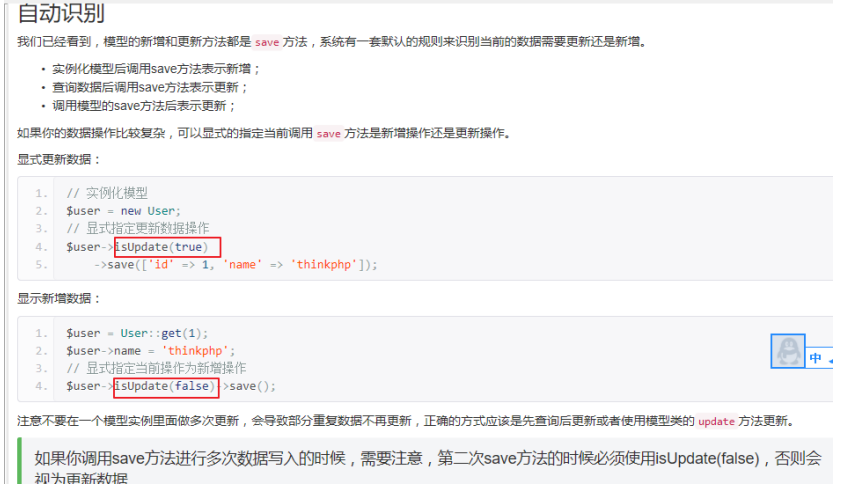 自动识别
我们已经看到，模型的新增和更新方法都是 save 方法，系统有一套默认的规则来识别当前的数据需要更新还是新增。
• 实例化模型后调用save方法表示新增；
• 查询数据后调用save方法表示更新；
• 调用模型的save方法后表示更新；
如果你的数据操作比较复杂，可以显式的指定当前调用 save 方法是新增操作还是更新操作。
显式更新数据：
1. // 实例化模型
2. $user = new User;
3. // 显式指定更新数据操作
4. $user->isUpdate(true)
5. ->save(['id' => 1, 'name' => 'thinkphp']);
显示新增数据：
1. $user = User::get(1);
2. $user->name = 'thinkphp';
3. // 显式指定当前操作为新增操作
4. $user->isUpdate(false)->save();
中
注意不要在一个模型实例里面做多次更新，会导致部分重复数据不再更新，正确的方式应该是先查询后更新或者使用模型类的 update 方法更新。
如果你调用save方法进行多次数据写入的时候，需要注意，第二次save方法的时候必须使用isUpdate(false)，否则会
视为更新数据